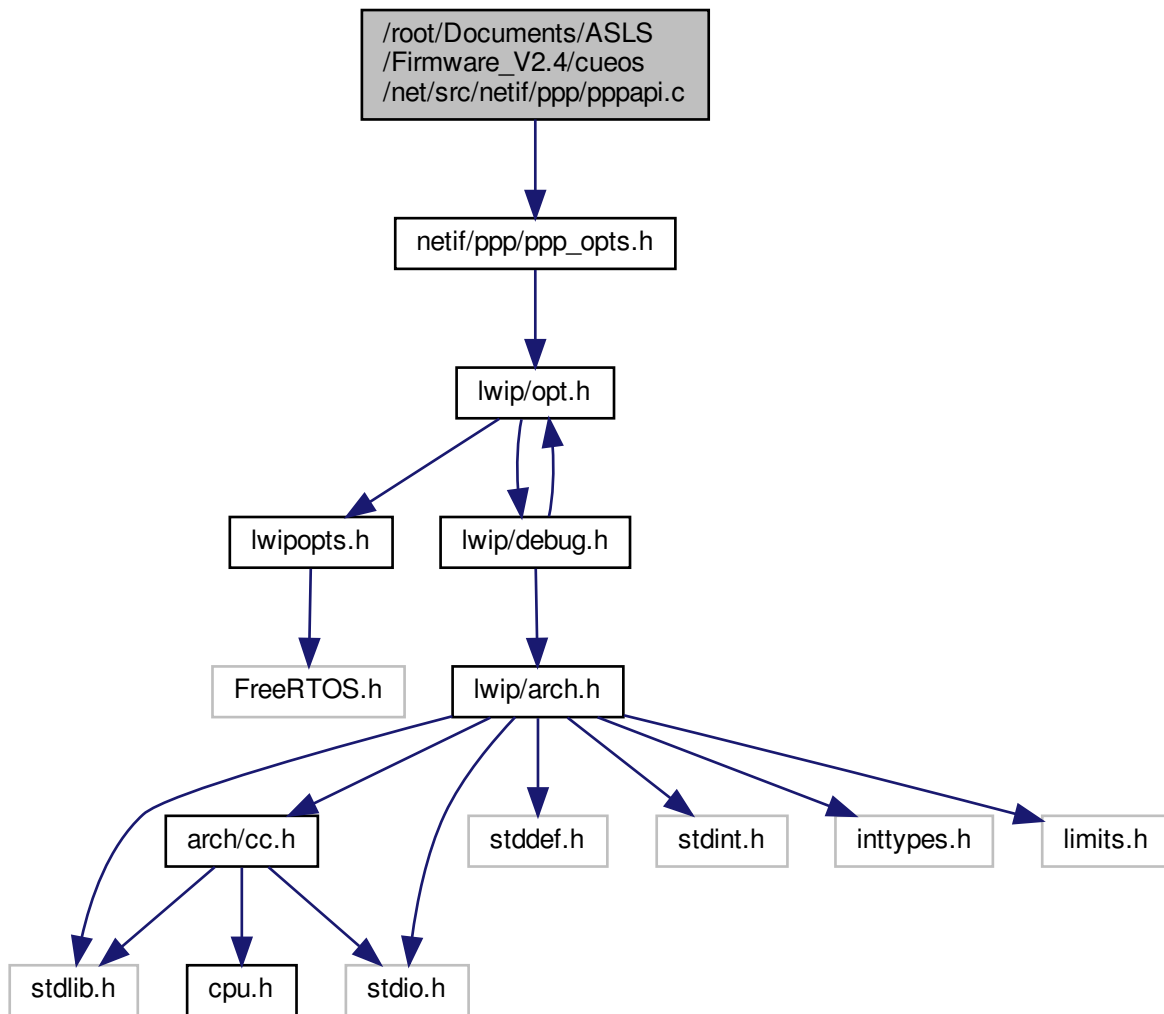 /root/Documents/ASLS
/Firmware_V2.4/cueos
/net/src/netif/ppp/pppapi.c
netif/ppp/ppp_opts.h
lwip/opt.h
lwipopts.h
lwip/debug.h
FreeRTOS.h
lwip/arch.h
arch/cc.h
stddef.h
stdint.h
inttypes.h
limits.h
stdlib.h
cpu.h
stdio.h